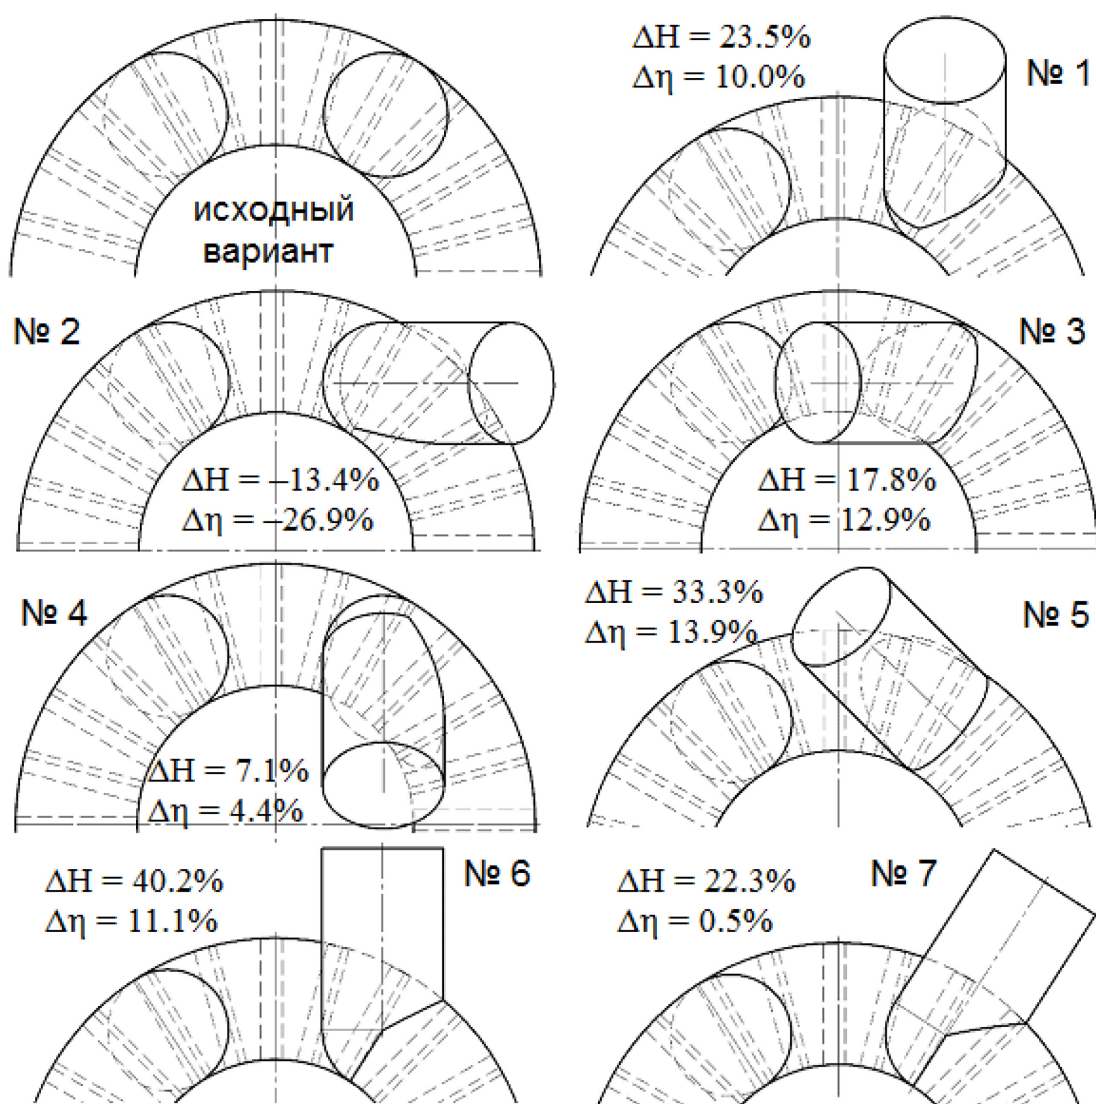 исходный
вариант
ΔH = 23.5%
Δη = 10.0%
№ 1
№ 2
ΔH = –13.4%
Δη = –26.9%
№ 3
ΔH = 17.8%
Δη = 12.9%
№ 4
ΔH = 7.1%
Δη = 4.4%
ΔH = 33.3%
Δη = 13.9%
№ 5
ΔH = 40.2%
Δη = 11.1%
№ 6
ΔH = 22.3%
Δη = 0.5%
№ 7